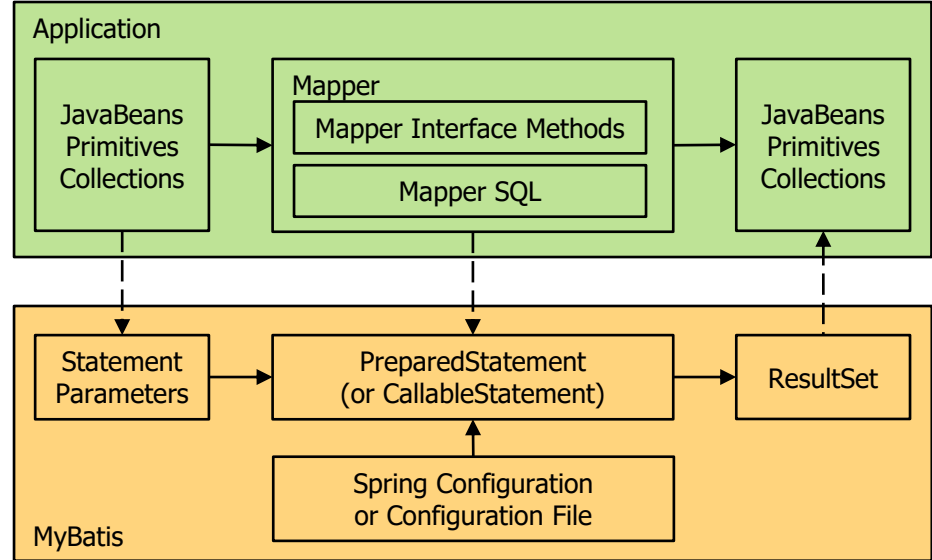 Application
JavaBeans
Primitives
Collections
Mapper
Mapper Interface Methods
Mapper SQL
JavaBeans
Primitives
Collections
Statement
Parameters
PreparedStatement
(or CallableStatement)
ResultSet
Spring Configuration
or Configuration File
MyBatis